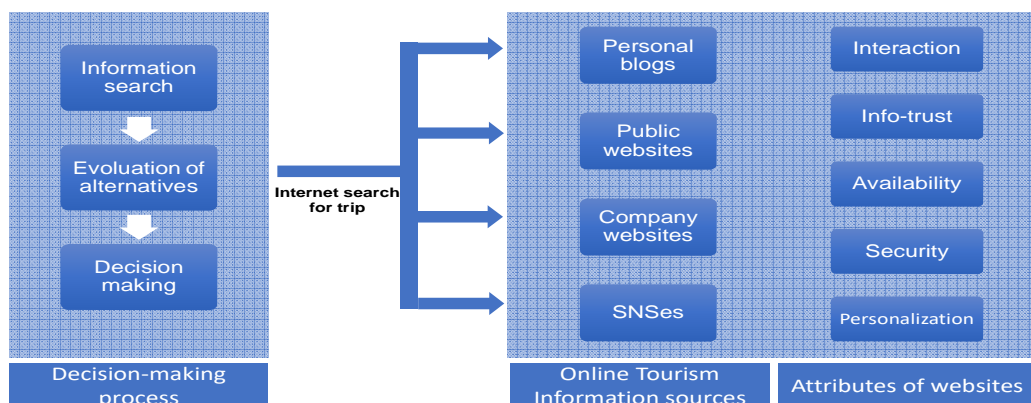 Information
search
Evoluation of
alternatives
Decision
making
Decision-making
process
Internet search
for trip
Personal
blogs
Public
websites
Company
websites
SNSes
Online Tourism
Information sources
Interaction
Info-trust
Availability
Security
Personalization
Attributes of websites